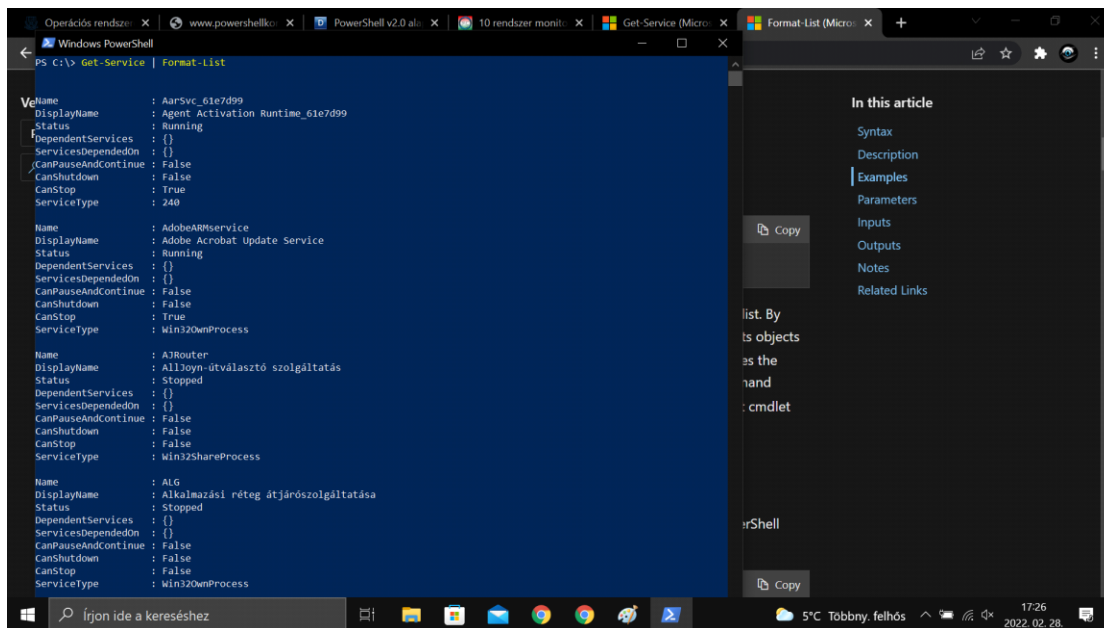 Operációs rendsze
www.powershellko
PowerShell v2.0 ala
10 rendszer monito
Get-Service (Micro
Format-List (Micros
Windows PowerShell
PS C:\> Get-Service | Format-List
Name : AarSvc_61e7d99
DisplayName : Agent Activation Runtime_61e7d99
Status : Running
DependentServices : {}
ServicesDependedOn : {}
CanPauseAndContinue : False
CanShutdown : False
CanStop : True
ServiceType : 240
Name : AdobeARMservice
DisplayName : Adobe Acrobat Update Service
Status : Running
DependentServices : {}
ServicesDependedOn : {}
CanPauseAndContinue : False
CanShutdown : False
CanStop : True
ServiceType : Win32OwnProcess
Name : AJRouter
DisplayName : AllJoyn-útválasztó szolgáltatás
Status : Stopped
DependentServices : {}
ServicesDependedOn : {}
CanPauseAndContinue : False
CanShutdown : False
CanStop : False
ServiceType : Win32ShareProcess
Name : ALG
DisplayName : Alkalmazási réteg átjárószolgáltatása
Status : Stopped
DependentServices : {}
ServicesDependedOn : {}
CanPauseAndContinue : False
CanShutdown : False
CanStop : False
ServiceType : Win32OwnProcess
Ve
In this article
Syntax
Description
Examples
Parameters
Inputs
Outputs
Notes
Related Links
Copy
list. By
ts objects
es the
nand
t cmdlet
erShell
Copy
Írjon ide a kereséshez
5°C Többny. felhős
17:26
2022. 02. 28.